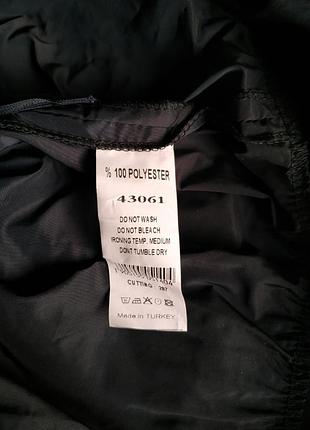 % 100 POLYESTER
43061
DO NOT WASH
DO NOT BLEACH
IRONING TEMP. MEDIUM
DONT TUMBLE DRY
CUTTING
Made in TURKEY